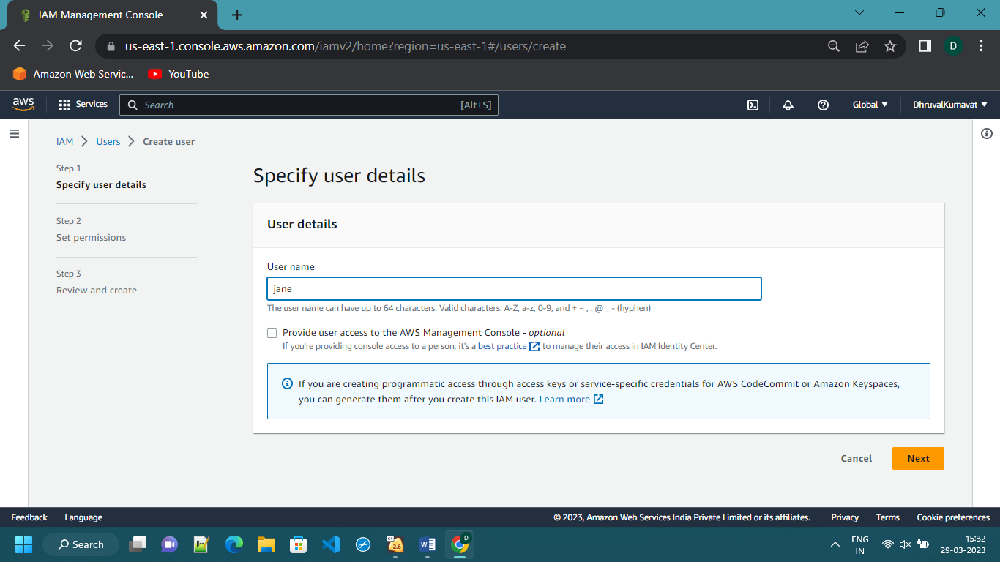 IAM Management Console
us-east-1.console.aws.amazon.com/iamv2/home?region=us-east-1#/users/create
D
Amazon Web Servic...
YouTube
aws
Services
Search
[Alt+S]
Global
DhruvalKumavat
IAM
Users
Create user
Step 1
Specify user details
Step 2
Set permissions
Step 3
Review and create
Specify user details
User details
User name
jane
The user name can have up to 64 characters. Valid characters: A-Z, a-z, 0-9, and + = , . @ _ - (hyphen)
Provide user access to the AWS Management Console - optional
If you're providing console access to a person, it's a best practice to manage their access in IAM Identity Center.
If you are creating programmatic access through access keys or service-specific credentials for AWS CodeCommit or Amazon Keyspaces,
you can generate them after you create this IAM user. Learn more
Cancel
Next
Feedback
Language
© 2023, Amazon Web Services India Private Limited or its affiliates.
Privacy
Terms
Cookie preferences
Search
64
2.6
W
D
ENG
IN
15:32
29-03-2023